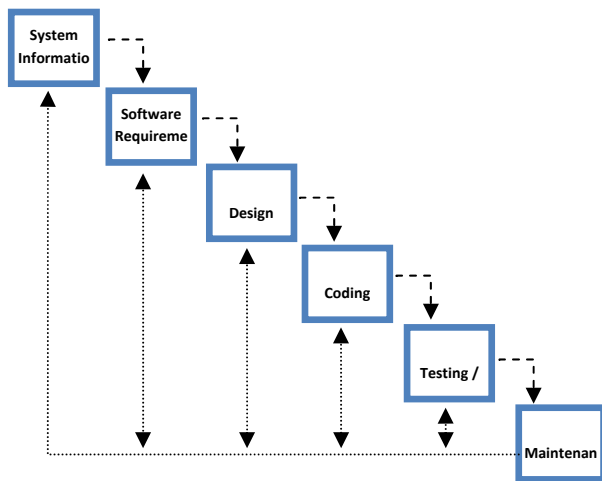 System
Informatio
Software
Requireme
Design
Coding
Testing /
Maintenan